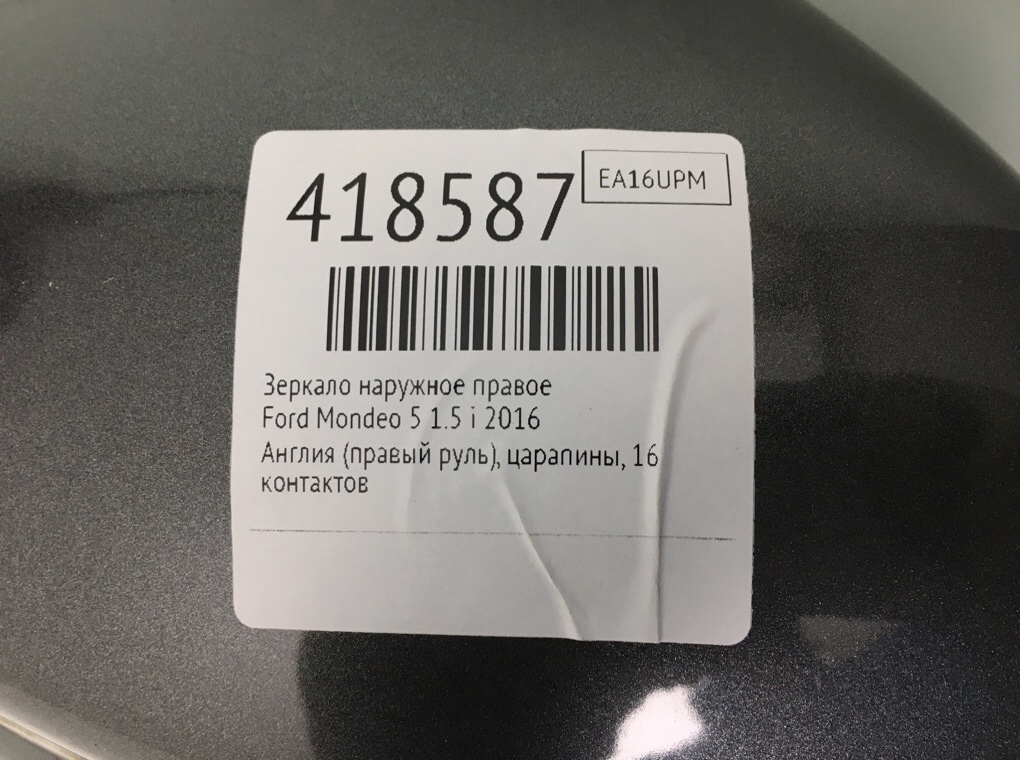 418587
EA16UPM
Зеркало наружное правое
Ford Mondeo 5 1.5 i 2016
Англия (правый руль), царапины, 16
контактов